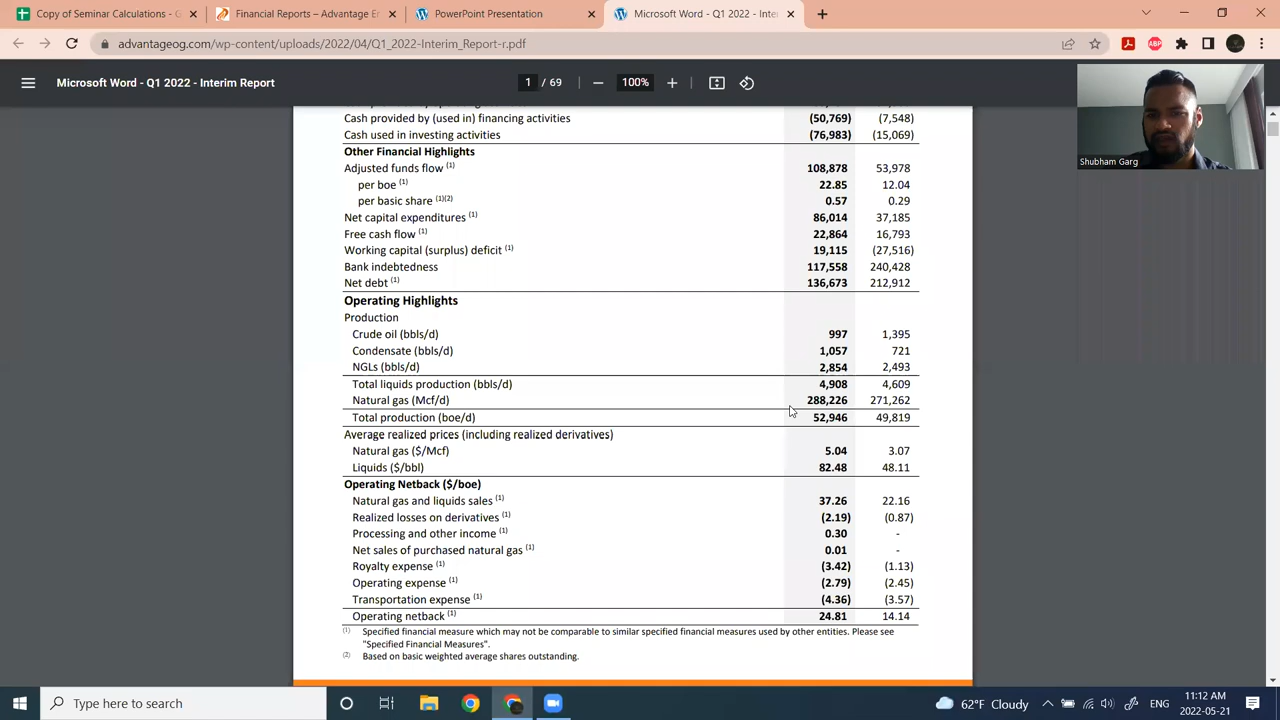 Copy of Seminar Calculations - G
Financial Reports – Advantage En
PowerPoint Presentation
Microsoft Word - Q1 2022 - Inter
advantageog.com/wp-content/uploads/2022/04/Q1_2022-Interim_Report-r.pdf
ABP
Microsoft Word - Q1 2022 - Interim Report
1 / 69
100%
Shubham Garg
Cash provided by (used in) financing activities (50,769) (7,548)
Cash used in investing activities (76,983) (15,069)
Other Financial Highlights
Adjusted funds flow (1) 108,878 53,978
per boe (1) 22.85 12.04
per basic share (1)(2) 0.57 0.29
Net capital expenditures (1) 86,014 37,185
Free cash flow (1) 22,864 16,793
Working capital (surplus) deficit (1) 19,115 (27,516)
Bank indebtedness 117,558 240,428
Net debt (1) 136,673 212,912
Operating Highlights
Production
Crude oil (bbls/d) 997 1,395
Condensate (bbls/d) 1,057 721
NGLs (bbls/d) 2,854 2,493
Total liquids production (bbls/d) 4,908 4,609
Natural gas (Mcf/d) 288,226 271,262
Total production (boe/d) 52,946 49,819
Average realized prices (including realized derivatives)
Natural gas ($/Mcf) 5.04 3.07
Liquids ($/bbl) 82.48 48.11
Operating Netback ($/boe)
Natural gas and liquids sales (1) 37.26 22.16
Realized losses on derivatives (1) (2.19) (0.87)
Processing and other income (1) 0.30 -
Net sales of purchased natural gas (1) 0.01 -
Royalty expense (1) (3.42) (1.13)
Operating expense (1) (2.79) (2.45)
Transportation expense (1) (4.36) (3.57)
Operating netback (1) 24.81 14.14
(1) Specified financial measure which may not be comparable to similar specified financial measures used by other entities. Please see
"Specified Financial Measures".
(2) Based on basic weighted average shares outstanding.
Type here to search
62°F Cloudy
ENG
11:12 AM
2022-05-21